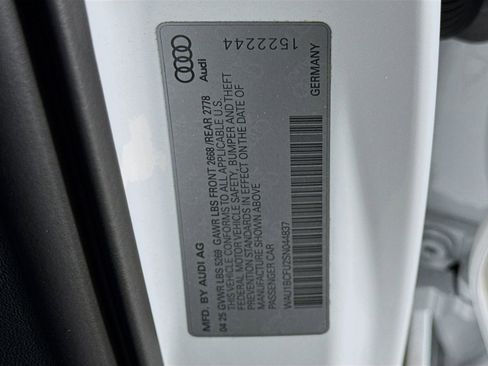 MFD. BY AUDI AG
04 25 GVWR LBS 5269 GAWR LBS FRONT 2668 /REAR 2778
THIS VEHICLE CONFORMS TO ALL APPLICABLE U.S.
FEDERAL MOTOR VEHICLE SAFETY, BUMPER AND THEFT
PREVENTION STANDARDS IN EFFECT ON THE DATE OF
MANUFACTURE SHOWN ABOVE
PASSENGER CAR
WAU1BCFU2SN044837
GERMANY
Audi
1522244